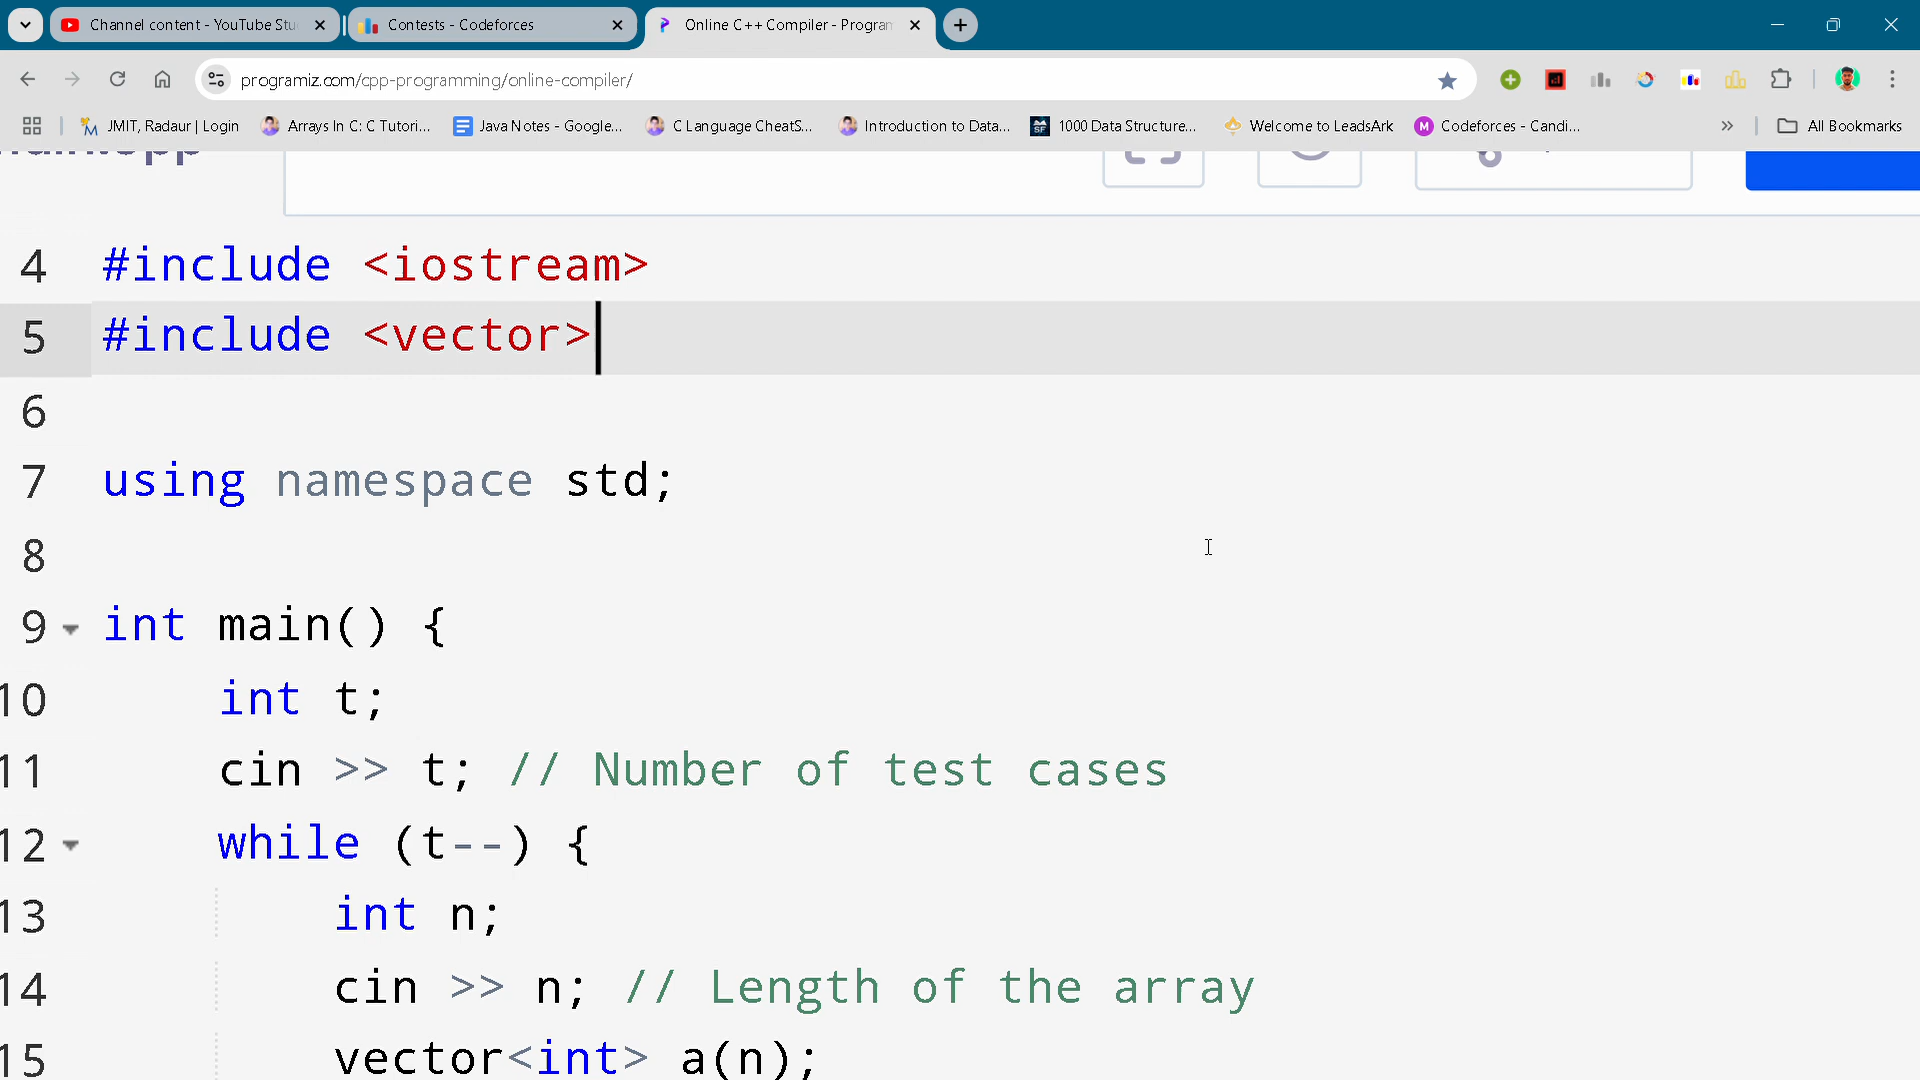 Channel content - YouTube Stu
Contests - Codeforces
Online C++ Compiler - Program
programiz.com/cpp-programming/online-compiler/
JMIT, Radaur | Login
Arrays In C: C Tutori...
Java Notes - Google...
C Language CheatS...
Introduction to Data...
1000 Data Structure...
Welcome to LeadsArk
Codeforces - Candi...
All Bookmarks
4 #include <iostream>
5 #include <vector>
6
7 using namespace std;
8
9 int main() {
10 int t;
11 cin >> t; // Number of test cases
12 while (t--) {
13 int n;
14 cin >> n; // Length of the array
15 vector<int> a(n);